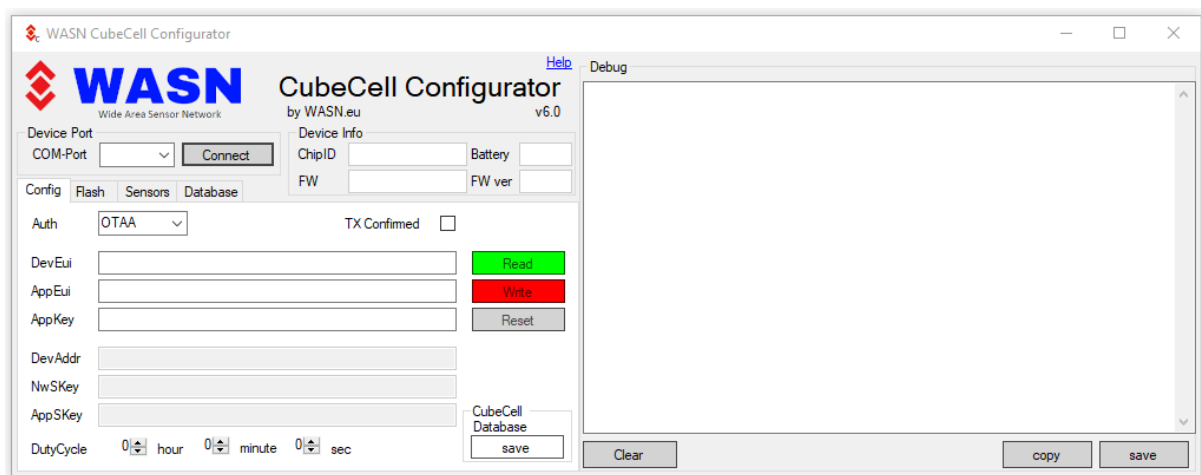 WASN CubeCell Configurator
WASN
Wide Area Sensor Network
Help
CubeCell Configurator
by WASN.eu v6.0
Device Port
COM-Port Connect
Device Info
ChipID Battery
FW FW ver
Config Flash Sensors Database
Auth OTAA TX Confirmed
DevEui Read
AppEui Write
AppKey Reset
DevAddr
NwSKey
AppSKey
CubeCell
Database
save
DutyCycle 0 hour 0 minute 0 sec
Debug
Clear copy save